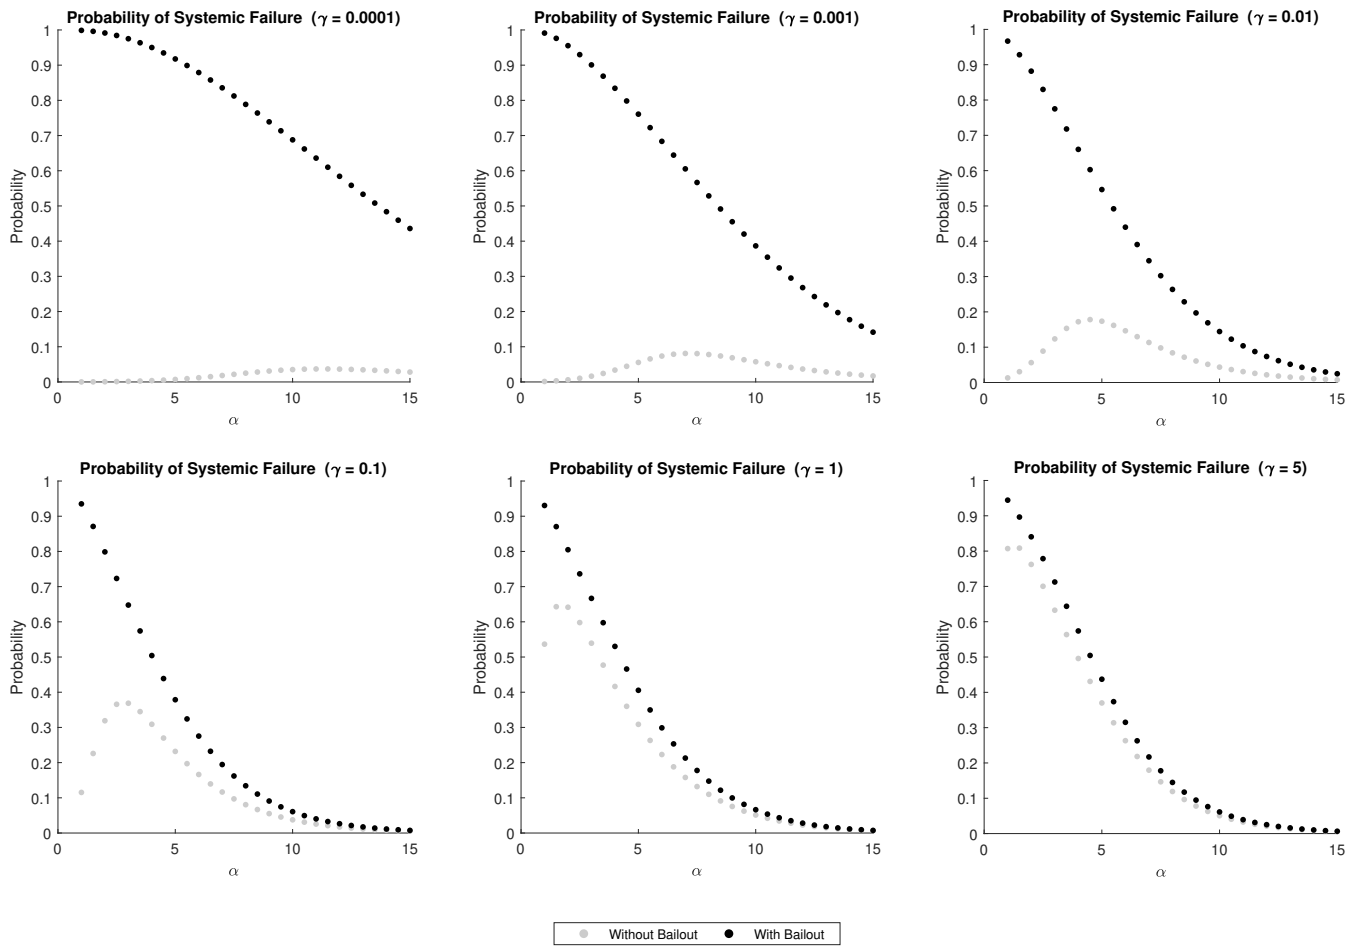 Probability of Systemic Failure (γ = 0.0001)
1
0.9
0.8
0.7
0.6
0.5
0.4
0.3
0.2
0.1
0
Probability
0 5 10 15
α
Probability of Systemic Failure (γ = 0.001)
1
0.9
0.8
0.7
0.6
0.5
0.4
0.3
0.2
0.1
0
Probability
0 5 10 15
α
Probability of Systemic Failure (γ = 0.01)
1
0.9
0.8
0.7
0.6
0.5
0.4
0.3
0.2
0.1
0
Probability
0 5 10 15
α
Probability of Systemic Failure (γ = 0.1)
1
0.9
0.8
0.7
0.6
0.5
0.4
0.3
0.2
0.1
0
Probability
0 5 10 15
α
Probability of Systemic Failure (γ = 1)
1
0.9
0.8
0.7
0.6
0.5
0.4
0.3
0.2
0.1
0
Probability
0 5 10 15
α
Probability of Systemic Failure (γ = 5)
1
0.9
0.8
0.7
0.6
0.5
0.4
0.3
0.2
0.1
0
Probability
0 5 10 15
α
Without Bailout With Bailout